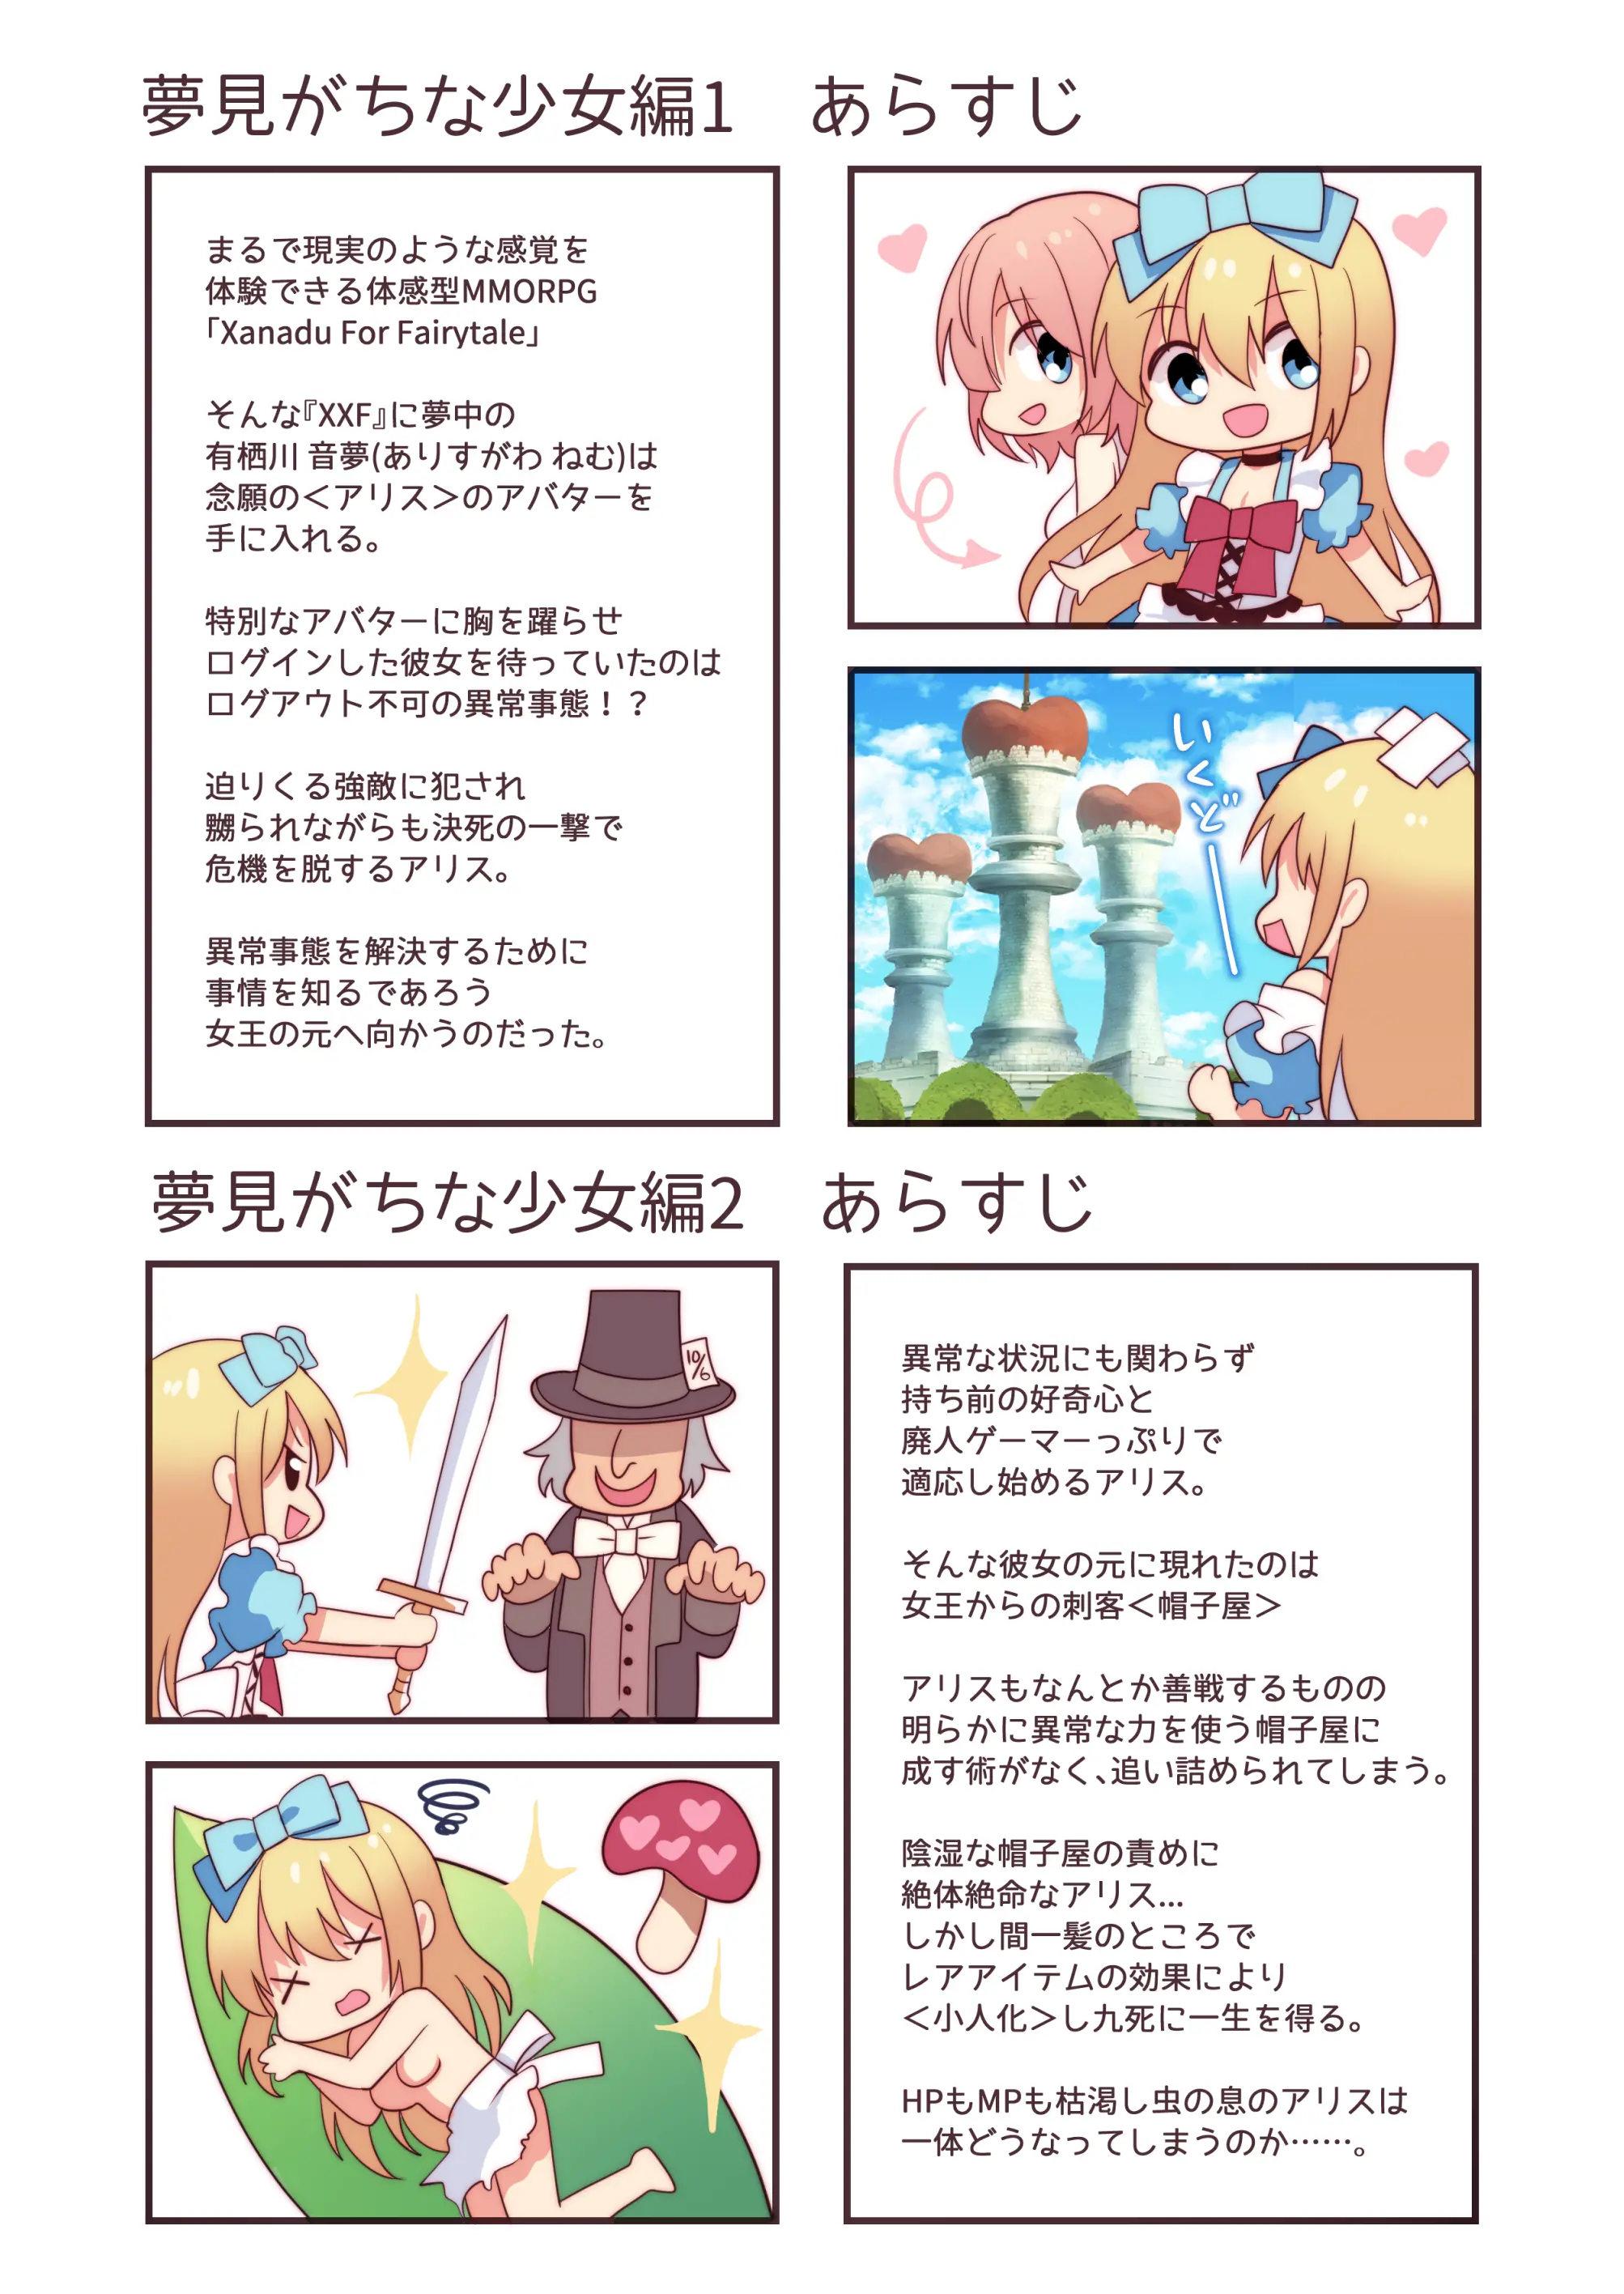 夢見がちな少女編1　あらすじ
まるで現実のような感覚を
体験できる体感型MMORPG
「Xanadu For Fairytale」
そんな『XXF』に夢中の
有栖川 音夢(ありすがわ ねむ)は
念願の＜アリス＞のアバターを
手に入れる。
特別なアバターに胸を躍らせ
ログインした彼女を待っていたのは
ログアウト不可の異常事態！？
迫りくる強敵に犯され
嬲られながらも決死の一撃で
危機を脱するアリス。
異常事態を解決するために
事情を知るであろう
女王の元へ向かうのだった。
いくど―
夢見がちな少女編2　あらすじ
10/6
異常な状況にも関わらず
持ち前の好奇心と
廃人ゲーマーっぷりで
適応し始めるアリス。
そんな彼女の元に現れたのは
女王からの刺客＜帽子屋＞
アリスもなんとか善戦するものの
明らかに異常な力を使う帽子屋に
成す術がなく、追い詰められてしまう。
陰湿な帽子屋の責めに
絶体絶命なアリス...
しかし間一髪のところで
レアアイテムの効果により
＜小人化＞し九死に一生を得る。
HPもMPも枯渇し虫の息のアリスは
一体どうなってしまうのか……。